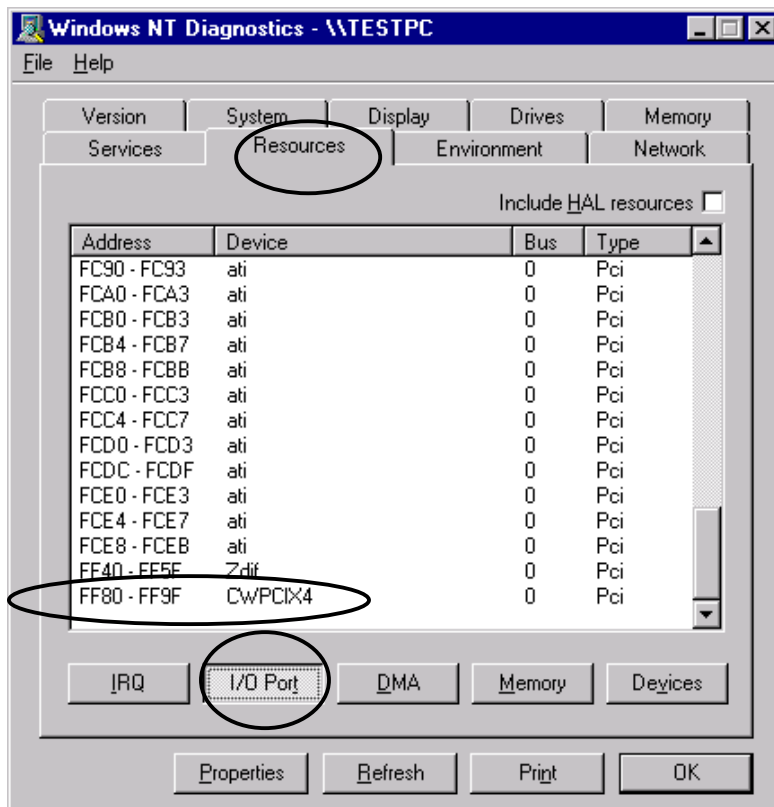 Windows NT Diagnostics - \\TESTPC
File Help
Version System Display Drives Memory
Services Resources Environment Network
Include HAL resources
Address Device Bus Type
FC90 - FC93 ati 0 Pci
FCA0 - FCA3 ati 0 Pci
FCB0 - FCB3 ati 0 Pci
FCB4 - FCB7 ati 0 Pci
FCB8 - FCBB ati 0 Pci
FCC0 - FCC3 ati 0 Pci
FCC4 - FCC7 ati 0 Pci
FCD0 - FCD3 ati 0 Pci
FCDC - FCDF ati 0 Pci
FCE0 - FCE3 ati 0 Pci
FCE4 - FCE7 ati 0 Pci
FCE8 - FCEB ati 0 Pci
FF40 - FF5F Zdif 0 Pci
FF80 - FF9F CWPCIX4 0 Pci
IRQ I/O Port DMA Memory Devices
Properties Refresh Print OK